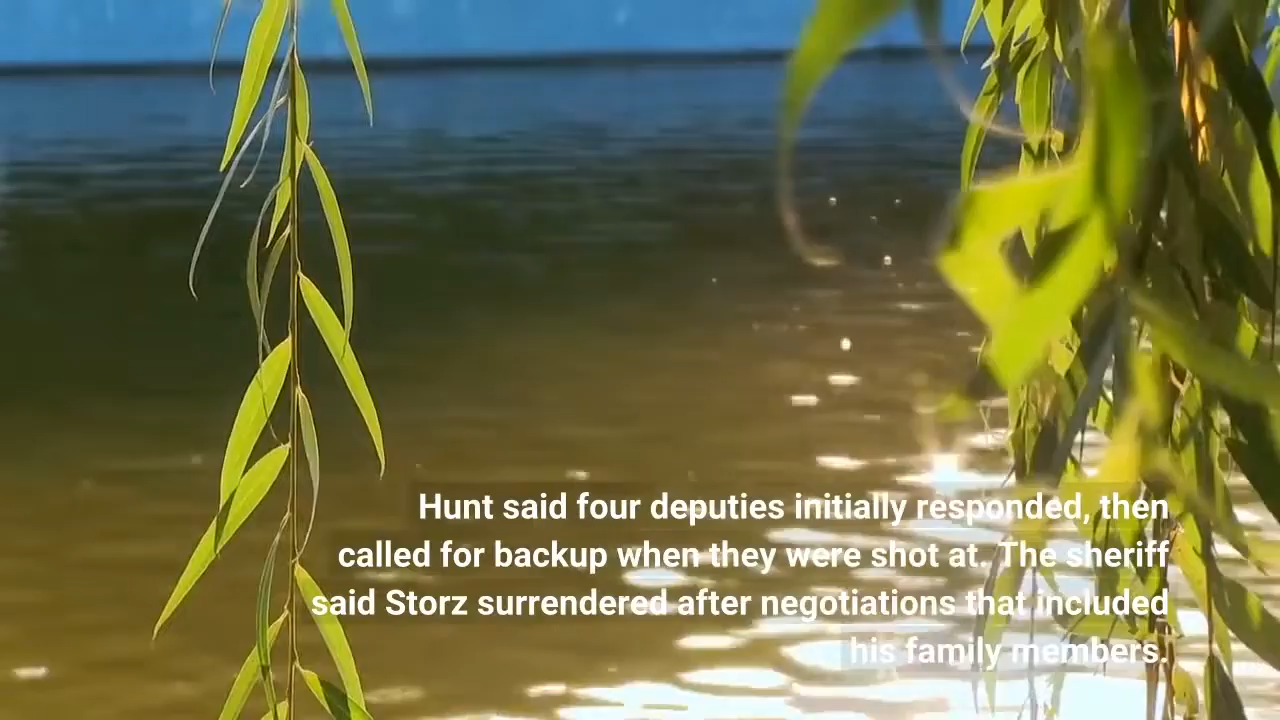 Hunt said four deputies initially responded, then
called for backup when they were shot at. The sheriff
said Storz surrendered after negotiations that included
his family members.